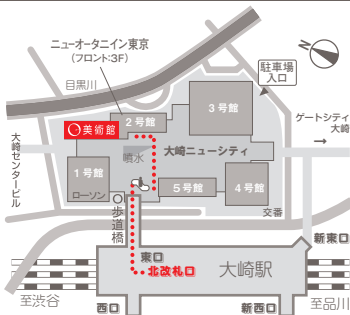 ニューオータニイン東京
(フロント:3F)
目黒川
駐車場
入口
3号館
2号館
美術館
ゲートシティ
大崎
大崎ニューシティ
噴水
大崎センタービル
1号館
ローソン
5号館
4号館
交番
歩道橋
新東口
東口
北改札口
大崎駅
至渋谷
至品川
西口
新西口